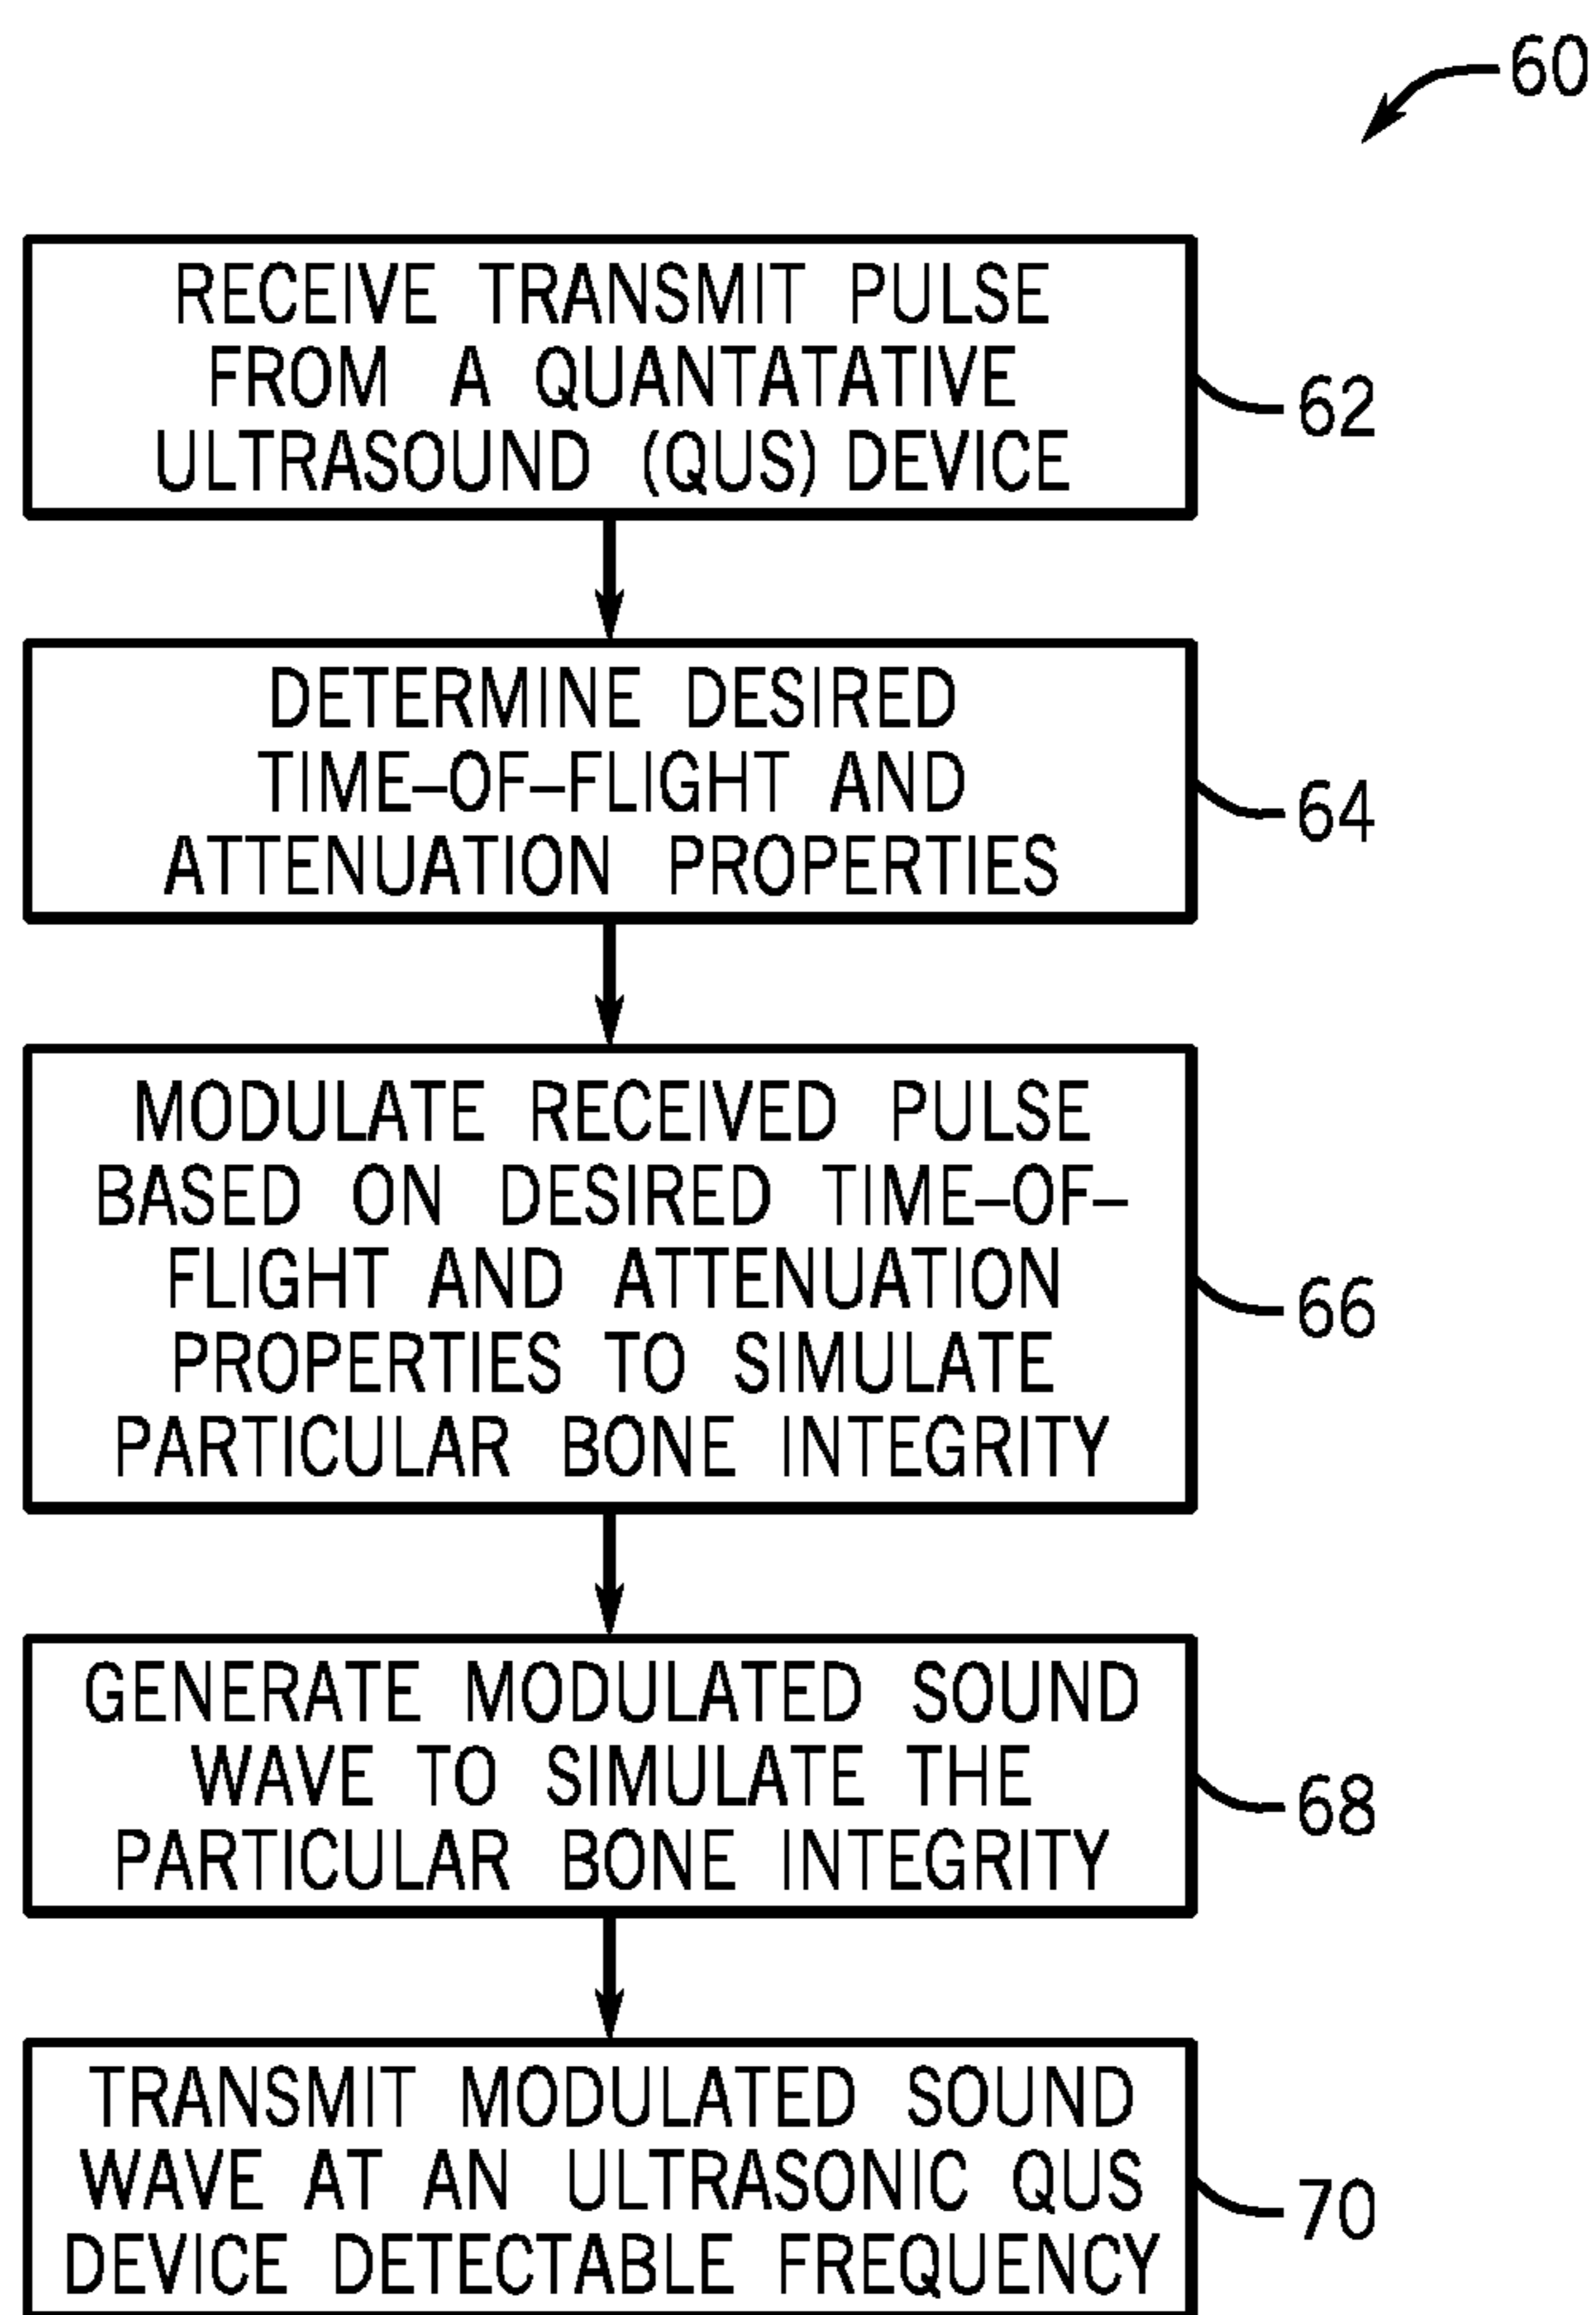 60
RECEIVE TRANSMIT PULSE
FROM A QUANTATATIVE
ULTRASOUND (QUS) DEVICE
62
DETERMINE DESIRED
TIME–OF–FLIGHT AND
ATTENUATION PROPERTIES
64
MODULATE RECEIVED PULSE
BASED ON DESIRED TIME–OF–
FLIGHT AND ATTENUATION
PROPERTIES TO SIMULATE
PARTICULAR BONE INTEGRITY
66
GENERATE MODULATED SOUND
WAVE TO SIMULATE THE
PARTICULAR BONE INTEGRITY
68
TRANSMIT MODULATED SOUND
WAVE AT AN ULTRASONIC QUS
DEVICE DETECTABLE FREQUENCY
70